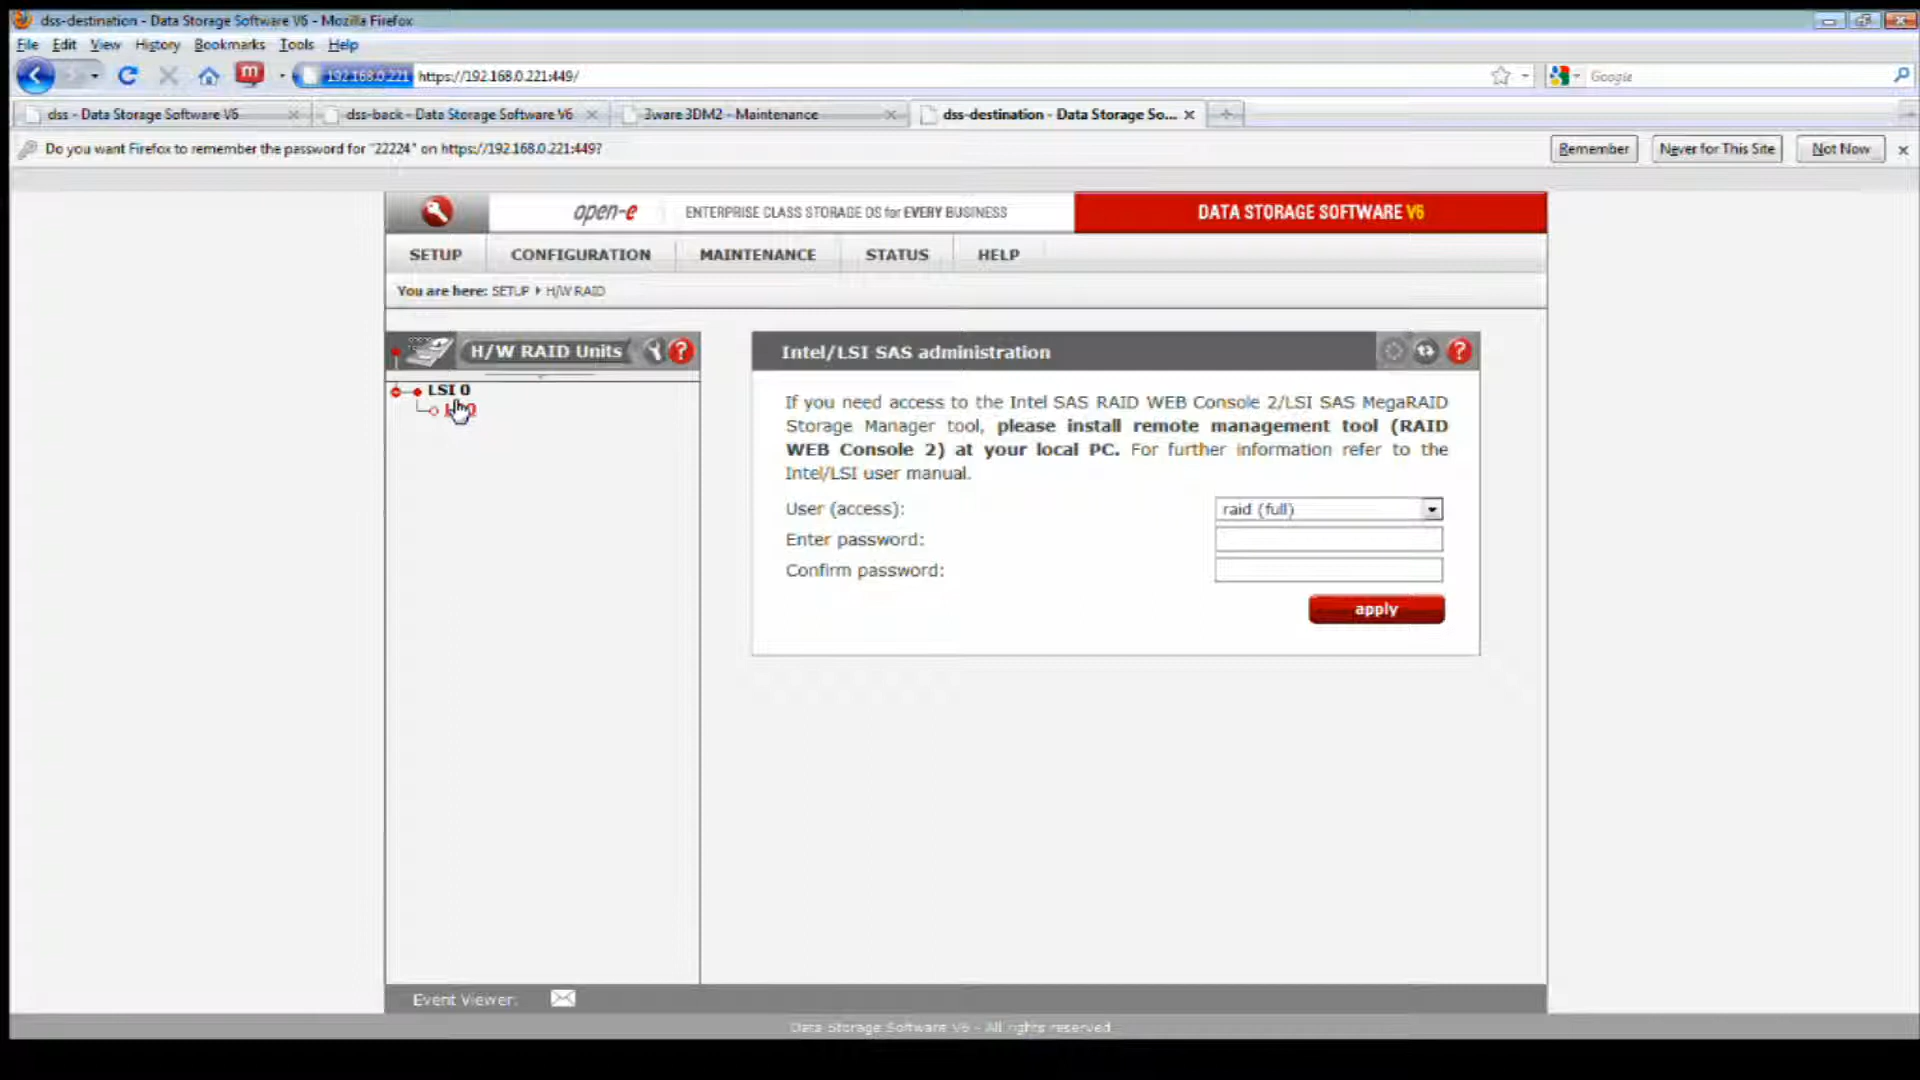 dss-destination - Data Storage Software V6 - Mozilla Firefox
File Edit View History Bookmarks Tools Help
192.168.0.221 https://192.168.0.221:449/
Google
dss - Data Storage Software V6
dss-back - Data Storage Software V6
3ware 3DM2 - Maintenance
dss-destination - Data Storage So...
Do you want Firefox to remember the password for "22224" on https://192.168.0.221:449?
Remember
Never for This Site
Not Now
open-e
ENTERPRISE CLASS STORAGE OS for EVERY BUSINESS
DATA STORAGE SOFTWARE V6
SETUP CONFIGURATION MAINTENANCE STATUS HELP
You are here: SETUP H/W RAID
H/W RAID Units
LSI 0
Intel/LSI SAS administration
If you need access to the Intel SAS RAID WEB Console 2/LSI SAS MegaRAID
Storage Manager tool, please install remote management tool (RAID
WEB Console 2) at your local PC. For further information refer to the
Intel/LSI user manual.
User (access): raid (full)
Enter password:
Confirm password:
apply
Event Viewer:
Data Storage Software V6 - All rights reserved